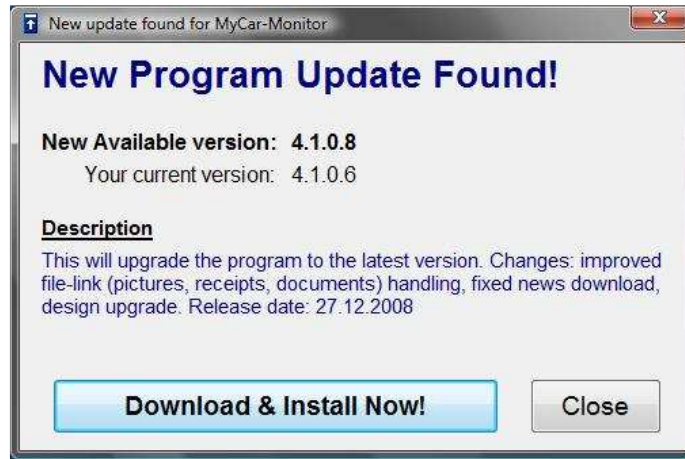 New update found for MyCar-Monitor
New Program Update Found!
New Available version: 4.1.0.8
Your current version: 4.1.0.6
Description
This will upgrade the program to the latest version. Changes: improved
file-link (pictures, receipts, documents) handling, fixed news download,
design upgrade. Release date: 27.12.2008
Download & Install Now!
Close